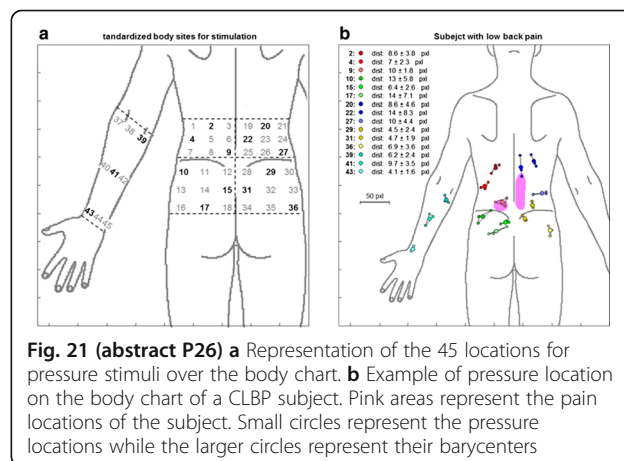 a
tandardized body sites for stimulation
1 2 3 19 20 21
4 5 6 22 23 24
7 8 9 25 26 27
10 11 12 28 29 30
13 14 15 31 32 33
16 17 18 34 35 36
37 38 39
40 41 42
43 44 45
b
Subejct with low back pain
2: dist: 8.6 ± 3.8 pxl
4: dist: 7 ± 2.3 pxl
9: dist: 10 ± 1.8 pxl
10: dist: 13 ± 5.8 pxl
15: dist: 6.4 ± 2.6 pxl
17: dist: 14 ± 7.1 pxl
20: dist: 8.6 ± 4.6 pxl
22: dist: 14 ± 8.3 pxl
27: dist: 10 ± 4.4 pxl
29: dist: 4.5 ± 2.4 pxl
31: dist: 4.7 ± 1.9 pxl
36: dist: 6.9 ± 3.6 pxl
39: dist: 6.2 ± 2.4 pxl
41: dist: 9.7 ± 3.5 pxl
43: dist: 4.1 ± 1.6 pxl
50 pxl
Fig. 21 (abstract P26) a Representation of the 45 locations for
pressure stimuli over the body chart. b Example of pressure location
on the body chart of a CLBP subject. Pink areas represent the pain
locations of the subject. Small circles represent the pressure
locations while the larger circles represent their barycenters